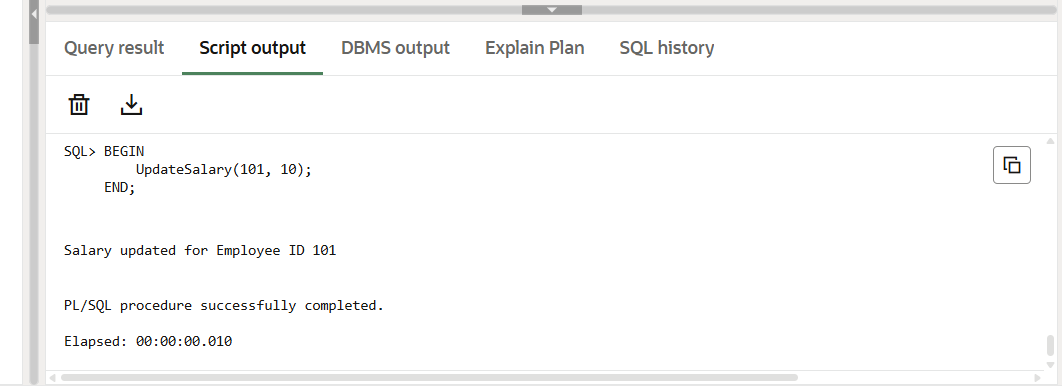 Query result Script output DBMS output Explain Plan SQL history
SQL> BEGIN
UpdateSalary(101, 10);
END;
Salary updated for Employee ID 101
PL/SQL procedure successfully completed.
Elapsed: 00:00:00.010